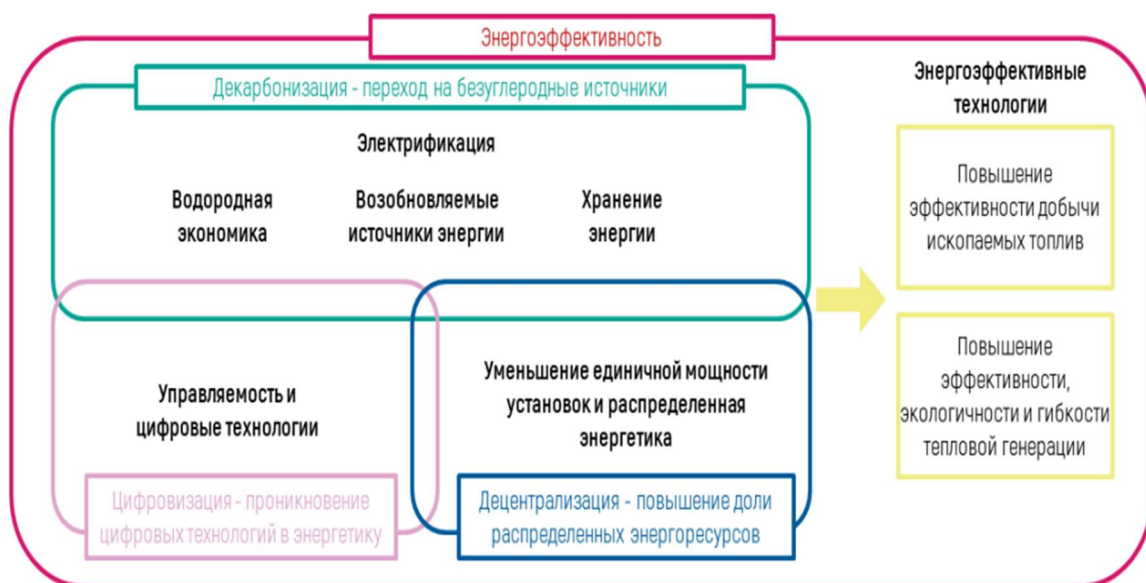 Энергоэффективность
Декарбонизация - переход на безуглеродные источники
Электрификация
Водородная
экономика
Возобновляемые
источники энергии
Хранение
энергии
Управляемость и
цифровые технологии
Уменьшение единичной мощности
установок и распределенная
энергетика
Цифровизация - проникновение
цифровых технологий в энергетику
Децентрализация - повышение доли
распределенных энергоресурсов
Энергоэффективные
технологии
Повышение
эффективности добычи
ископаемых топлив
Повышение
эффективности,
экологичности и гибкости
тепловой генерации